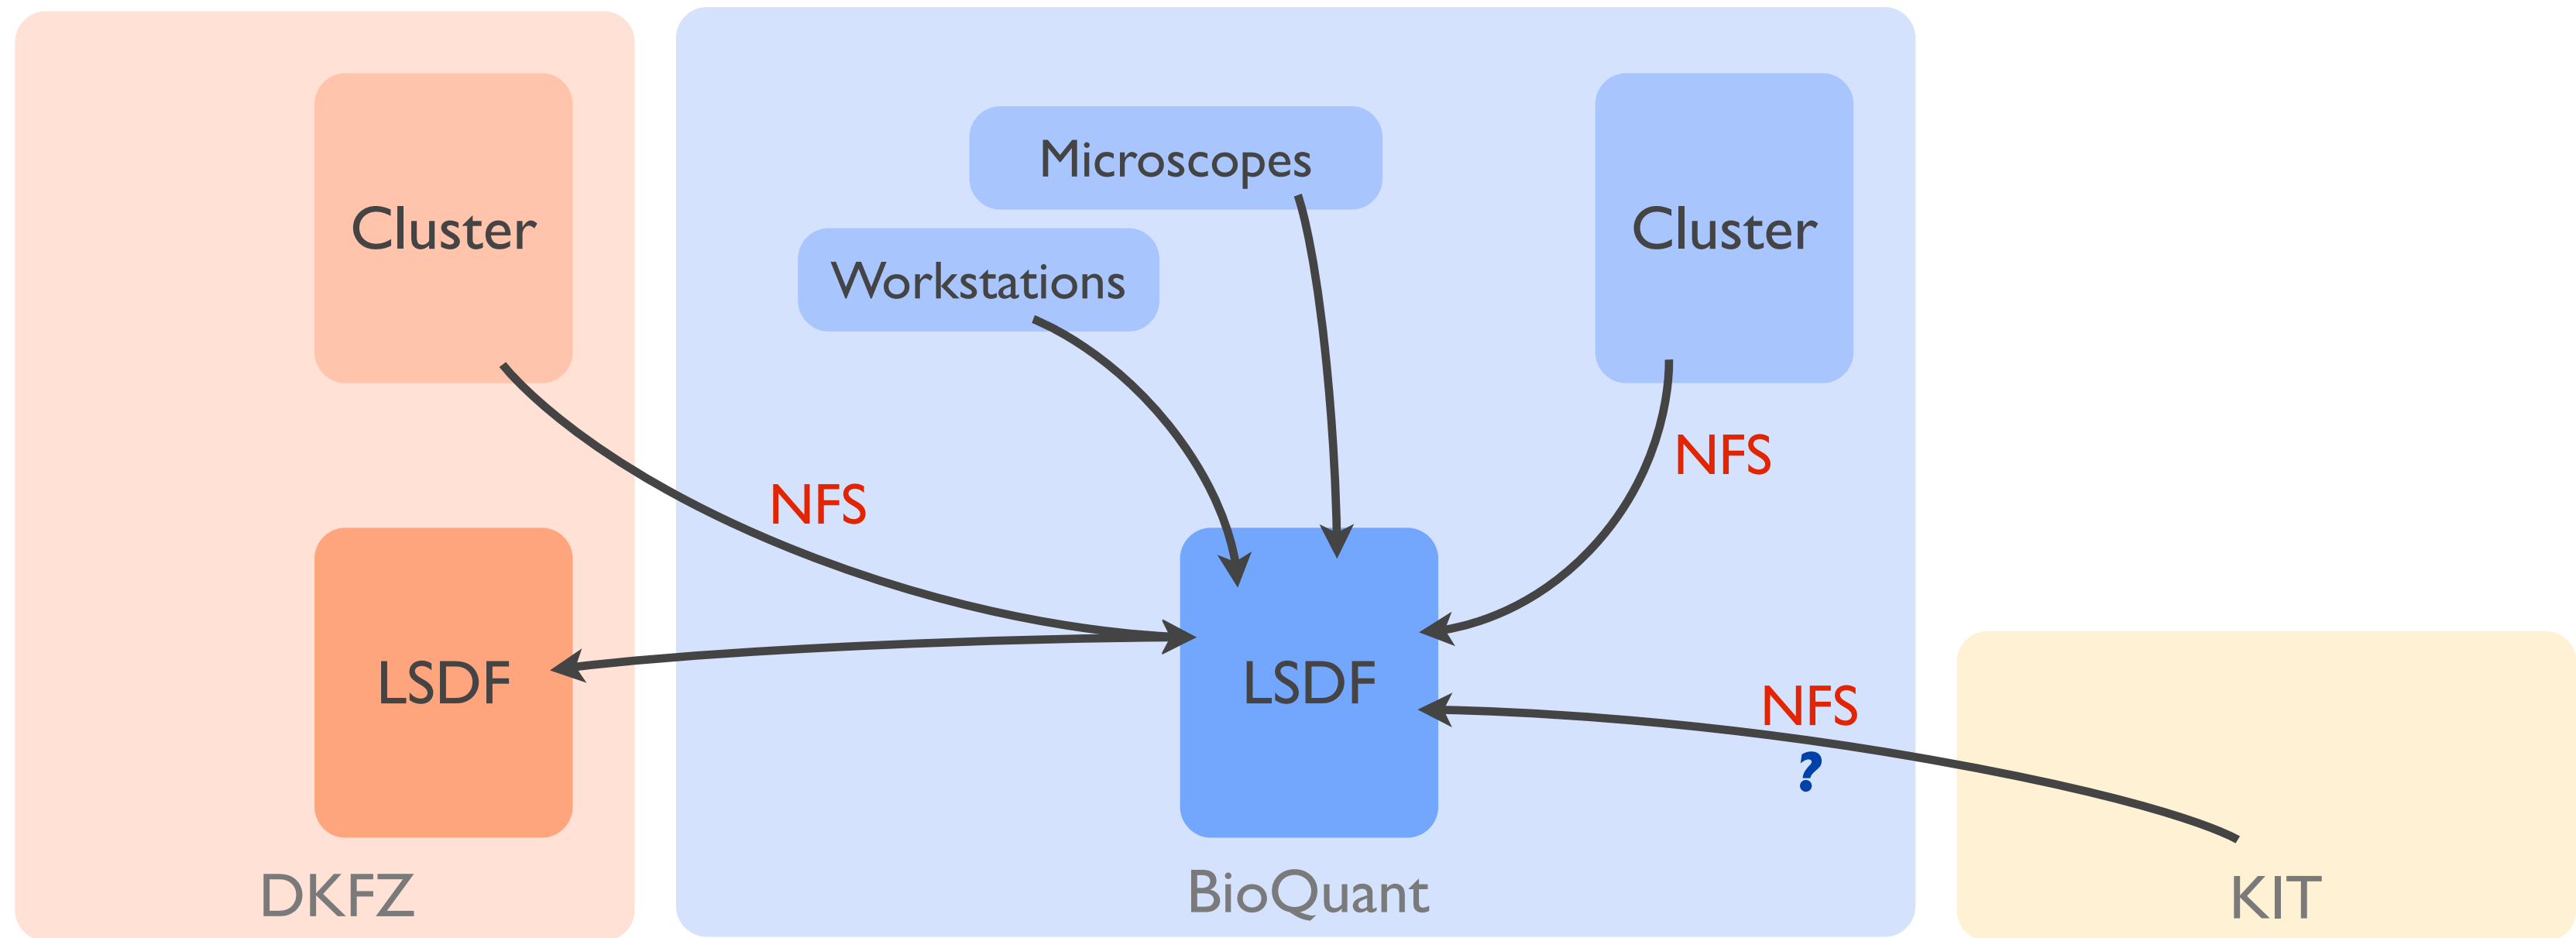 Cluster
LSDF
DKFZ
Microscopes
Workstations
Cluster
NFS
NFS
LSDF
NFS
?
BioQuant
KIT